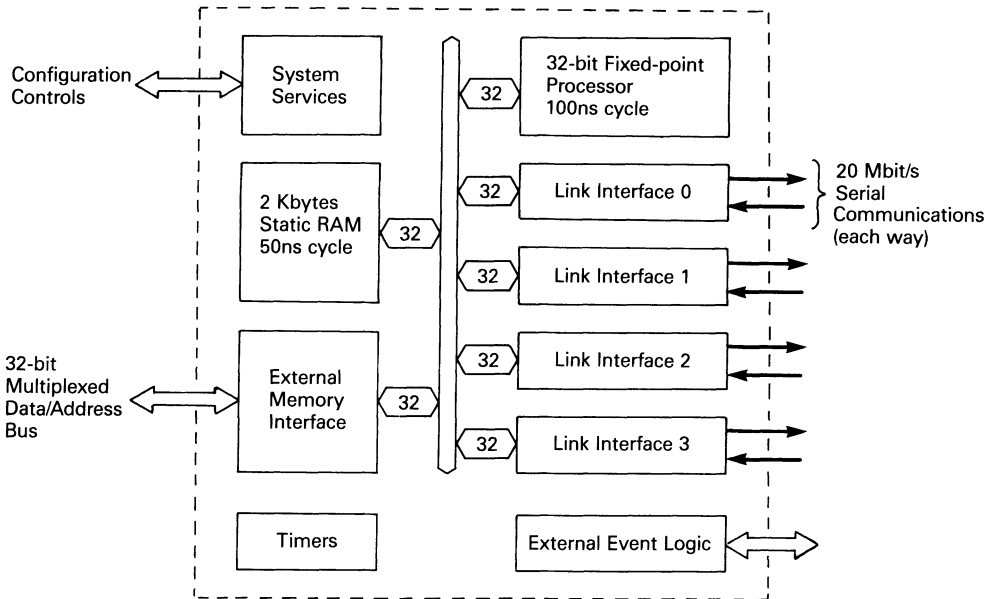 Configuration
Controls
System
Services
32-bit Fixed-point
Processor
100ns cycle
32
2 Kbytes
Static RAM
50ns cycle
32
32
Link Interface 0
20 Mbit/s
Serial
Communications
(each way)
32
Link Interface 1
32-bit
Multiplexed
Data/Address
Bus
External
Memory
Interface
32
32
Link Interface 2
32
Link Interface 3
Timers
External Event Logic